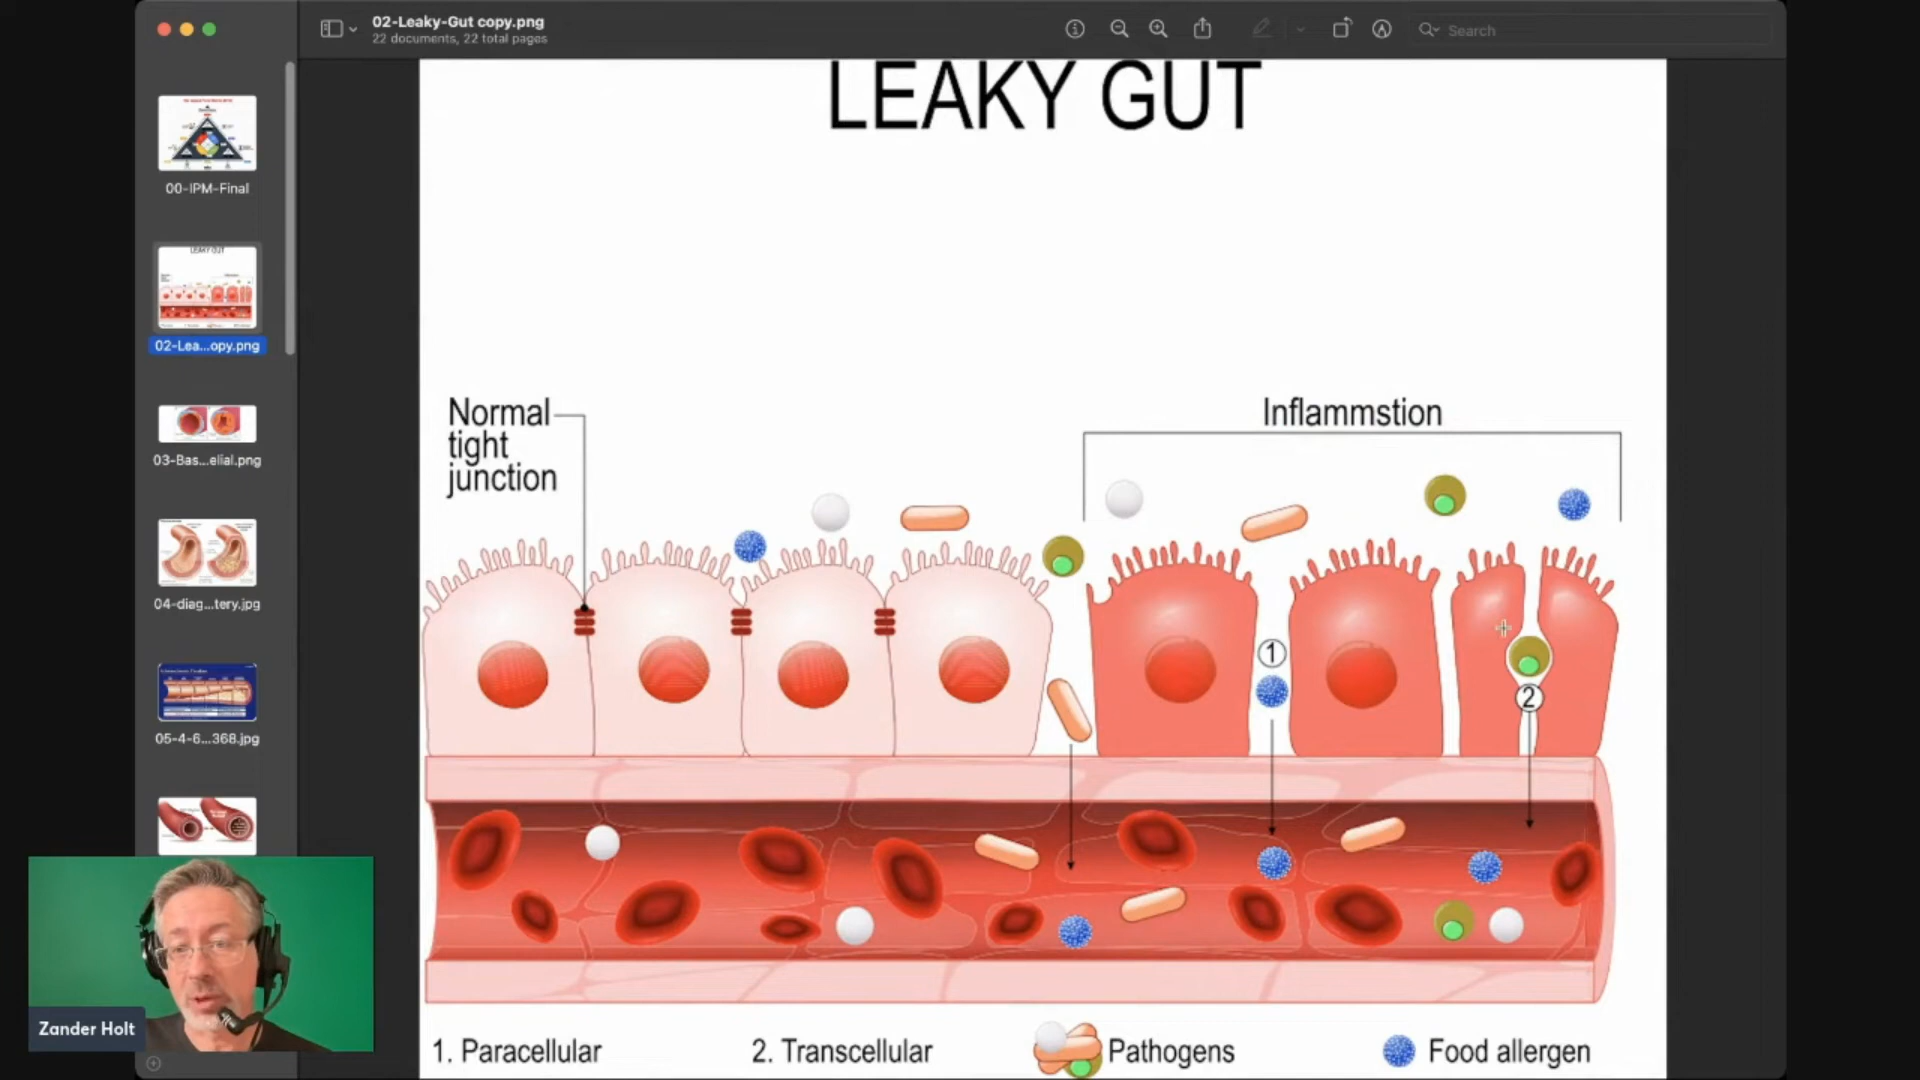 02-Leaky-Gut copy.png
22 documents, 22 total pages
Search
00-IPM-Final
LEAKY GUT
02-Lea...opy.png
03-Bas...elial.png
04-diag...tery.jpg
05-4-6...368.jpg
LEAKY GUT
Normal
tight
junction
Inflammstion
1
2
1. Paracellular
2. Transcellular
Pathogens
Food allergen
Zander Holt